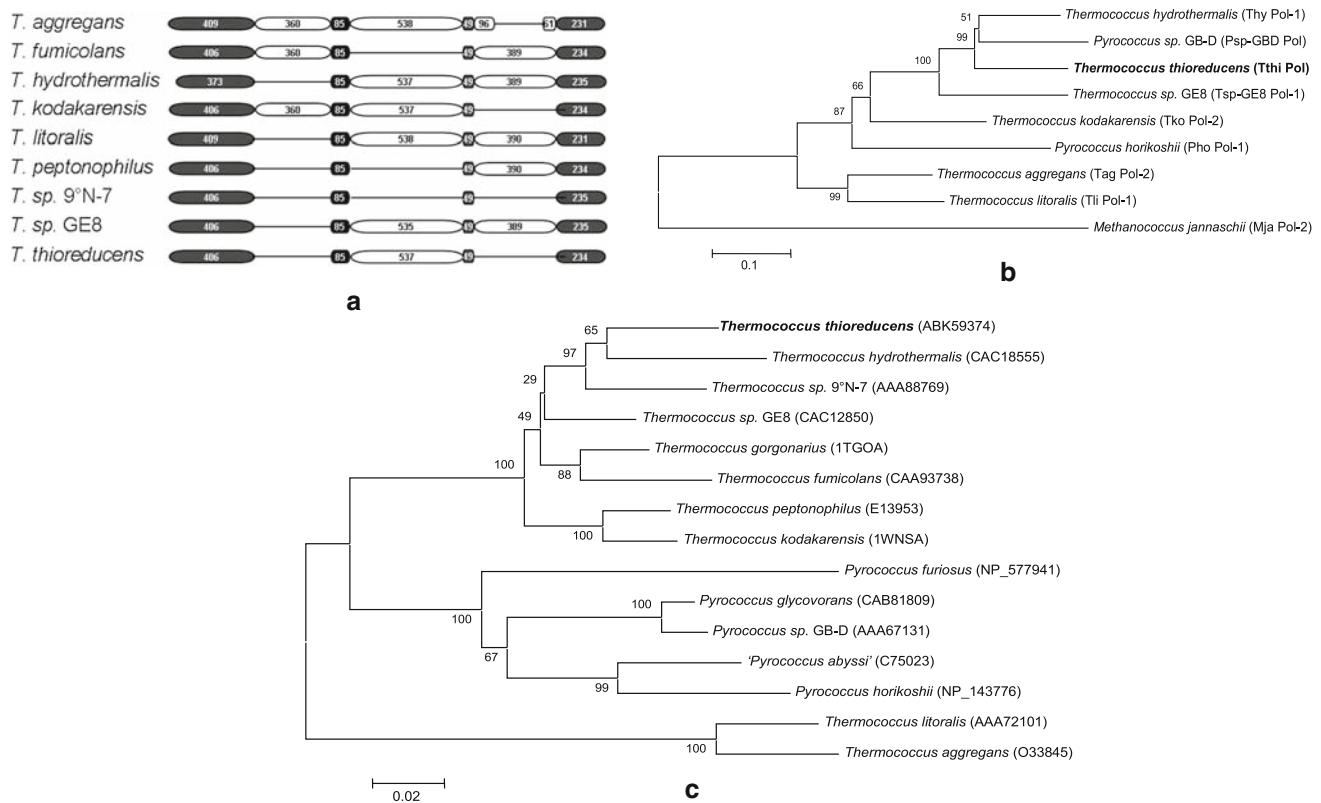 T. aggregans 409 360 85 538 49 96 61 231
T. fumicolans 406 360 85 49 389 234
T. hydrothermalis 373 85 537 49 389 235
T. kodakarensis 406 360 85 537 49 234
T. litoralis 409 85 538 49 390 231
T. peptonophilus 406 85 49 390 234
T. sp. 9°N-7 406 85 49 235
T. sp. GE8 406 85 535 49 389 235
T. thioreducens 406 85 537 49 234
a
51 Thermococcus hydrothermalis (Thy Pol-1)
99 Pyrococcus sp. GB-D (Psp-GBD Pol)
100 Thermococcus thioreducens (Tthi Pol)
66 Thermococcus sp. GE8 (Tsp-GE8 Pol-1)
87 Thermococcus kodakarensis (Tko Pol-2)
Pyrococcus horikoshii (Pho Pol-1)
Thermococcus aggregans (Tag Pol-2)
99 Thermococcus litoralis (Tli Pol-1)
Methanococcus jannaschii (Mja Pol-2)
0.1
b
65 Thermococcus thioreducens (ABK59374)
97 Thermococcus hydrothermalis (CAC18555)
29 Thermococcus sp. 9°N-7 (AAA88769)
49 Thermococcus sp. GE8 (CAC12850)
100 Thermococcus gorgonarius (1TGOA)
88 Thermococcus fumicolans (CAA93738)
Thermococcus peptonophilus (E13953)
100 Thermococcus kodakarensis (1WNSA)
Pyrococcus furiosus (NP_577941)
100 100 Pyrococcus glycovorans (CAB81809)
Pyrococcus sp. GB-D (AAA67131)
67 'Pyrococcus abyssi' (C75023)
99 Pyrococcus horikoshii (NP_143776)
Thermococcus litoralis (AAA72101)
100 Thermococcus aggregans (O33845)
0.02
c